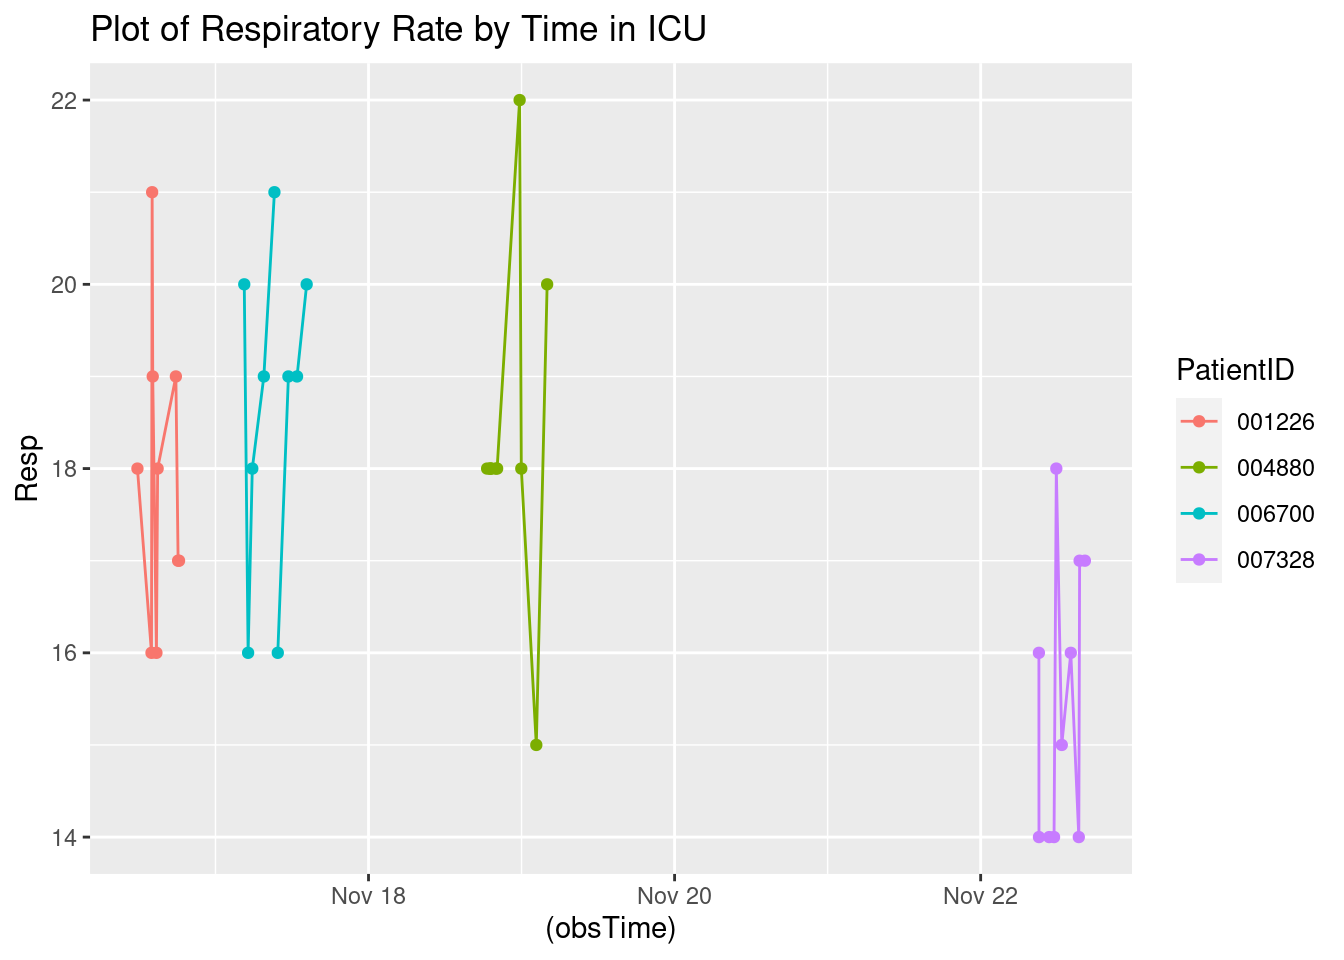 Plot of Respiratory Rate by Time in ICU
22
20
18
16
14
Resp
Nov 18
Nov 20
Nov 22
(obsTime)
PatientID
001226
004880
006700
007328